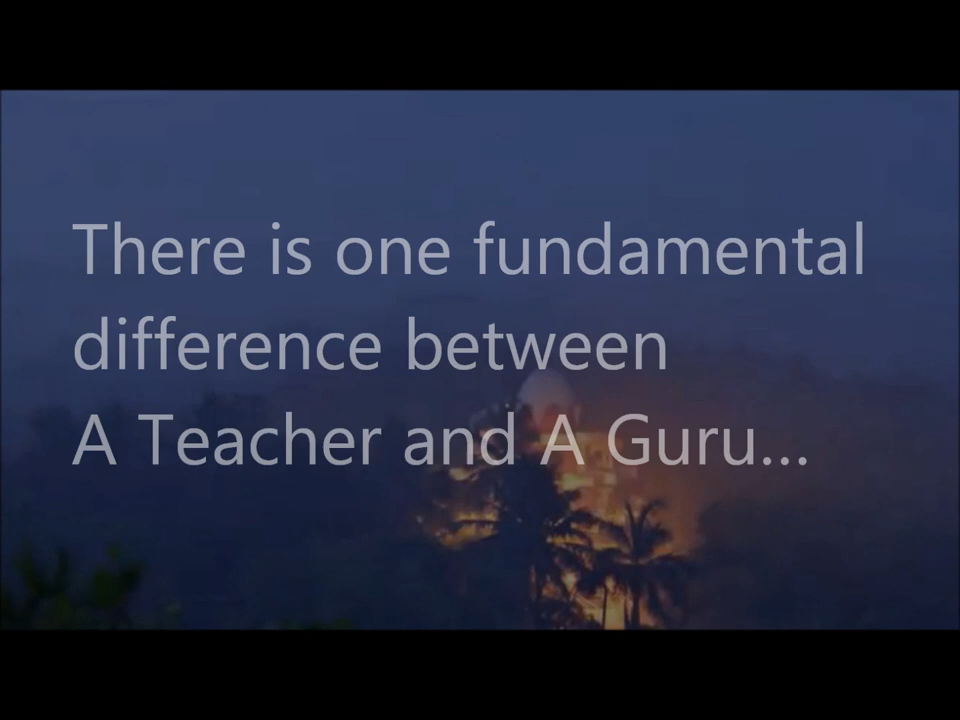 There is one fundamental
difference between
A Teacher and A Guru...